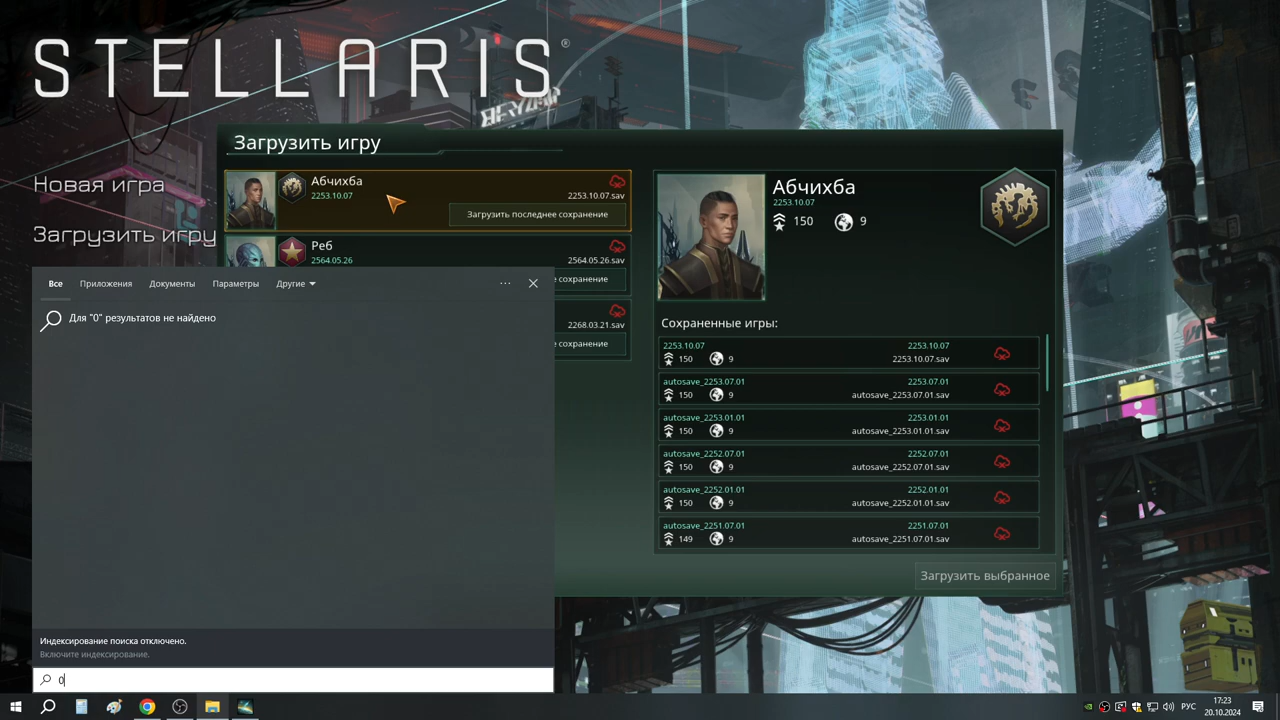 STELLARIS®
Новая игра
Загрузить игру
Загрузить игру
Абчихба
2253.10.07
2253.10.07.sav
Загрузить последнее сохранение
Реб
2564.05.26
2564.05.26.sav
е сохранение
2268.03.21.sav
е сохранение
Абчихба
2253.10.07
150 9
Сохраненные игры:
2253.10.07 2253.10.07
150 9 2253.10.07.sav
autosave_2253.07.01 2253.07.01
150 9 autosave_2253.07.01.sav
autosave_2253.01.01 2253.01.01
150 9 autosave_2253.01.01.sav
autosave_2252.07.01 2252.07.01
150 9 autosave_2252.07.01.sav
autosave_2252.01.01 2252.01.01
150 9 autosave_2252.01.01.sav
autosave_2251.07.01 2251.07.01
149 9 autosave_2251.07.01.sav
Загрузить выбранное
Все Приложения Документы Параметры Другие
Для "0" результатов не найдено
Индексирование поиска отключено.
Включите индексирование.
0
РУС
17:23
20.10.2024